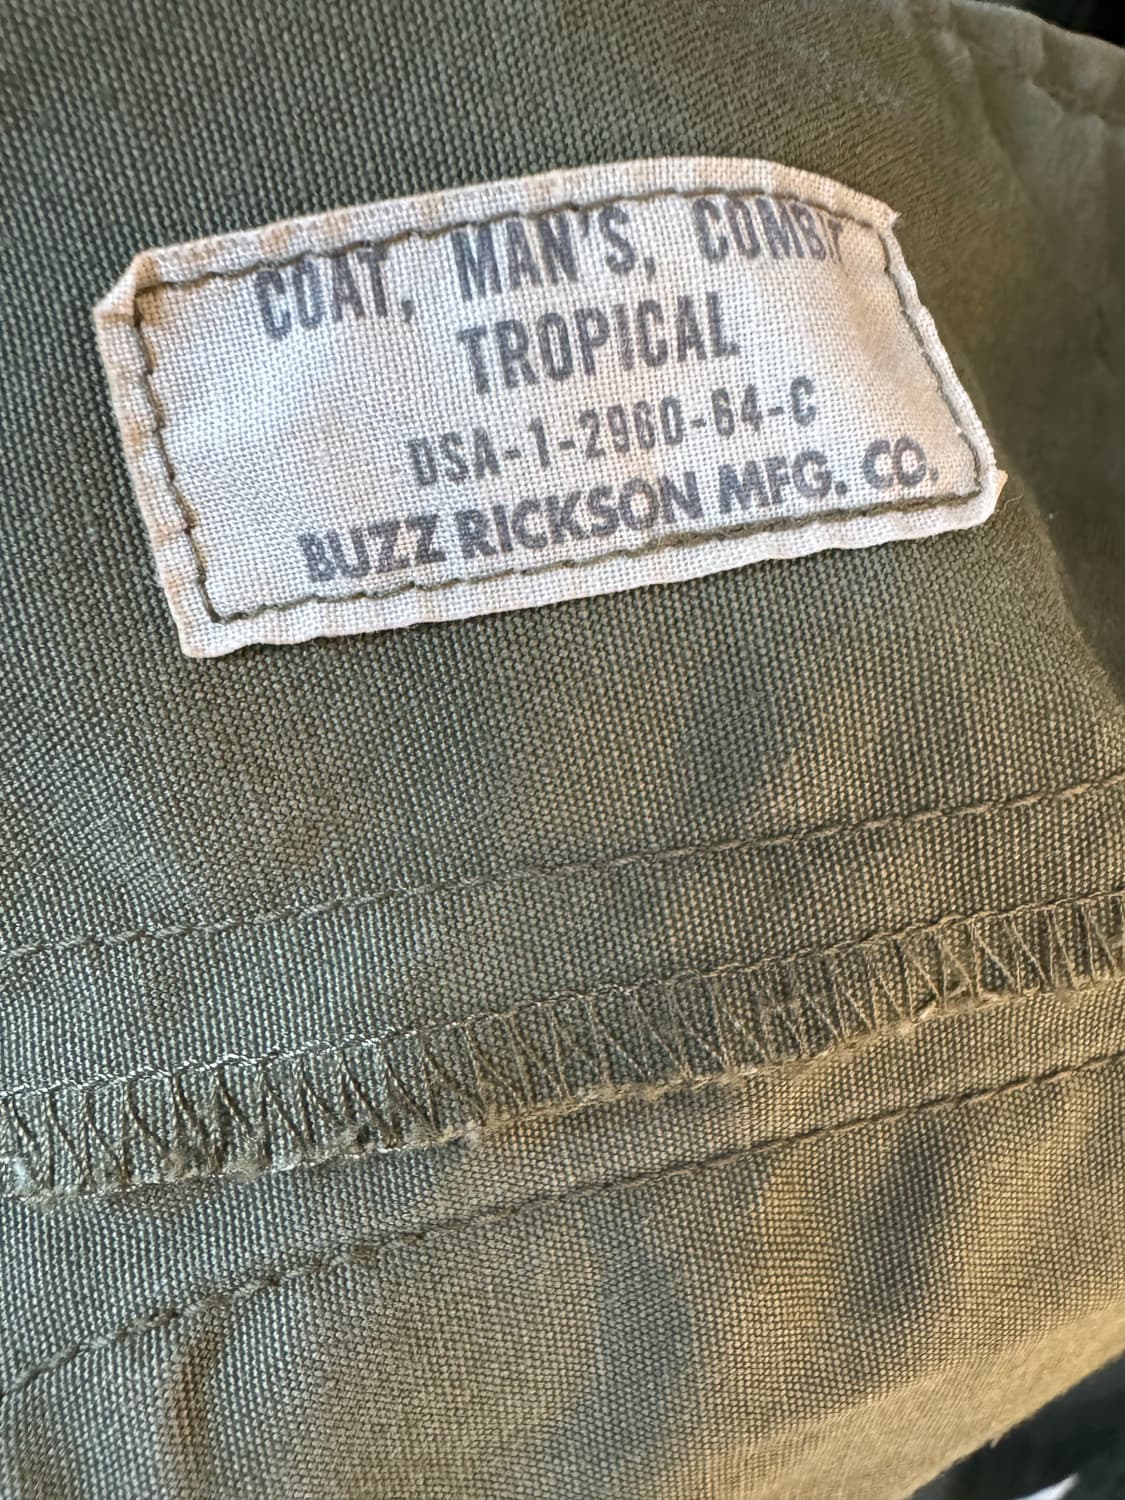 COAT, MAN'S, COMBT
TROPICAL
DSA-1-2960-64-C
BUZZ RICKSON MFG. CO.